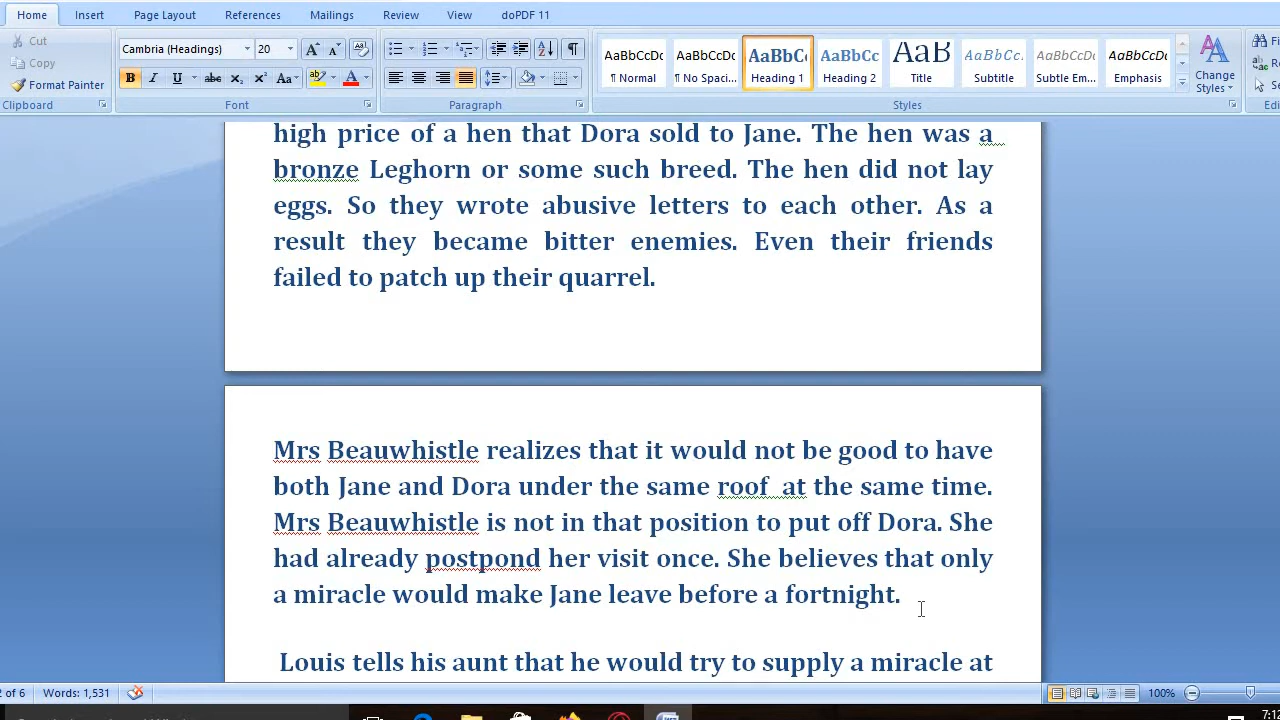 Home Insert Page Layout References Mailings Review View doPDF 11
Cut
Copy
Format Painter
Clipboard
Cambria (Headings) 20
Font
Paragraph
AaBbCcDc AaBbCcDc AaBbC AaBbCc AaB AaBbCc. AaBbCcDc AaBbCcDc
¶ Normal ¶ No Spaci... Heading 1 Heading 2 Title Subtitle Subtle Em... Emphasis
Change
Styles
Styles
high price of a hen that Dora sold to Jane. The hen was a
bronze Leghorn or some such breed. The hen did not lay
eggs. So they wrote abusive letters to each other. As a
result they became bitter enemies. Even their friends
failed to patch up their quarrel.
Mrs Beauwhistle realizes that it would not be good to have
both Jane and Dora under the same roof at the same time.
Mrs Beauwhistle is not in that position to put off Dora. She
had already postpond her visit once. She believes that only
a miracle would make Jane leave before a fortnight.
Louis tells his aunt that he would try to supply a miracle at
2 of 6 Words: 1,531 100%